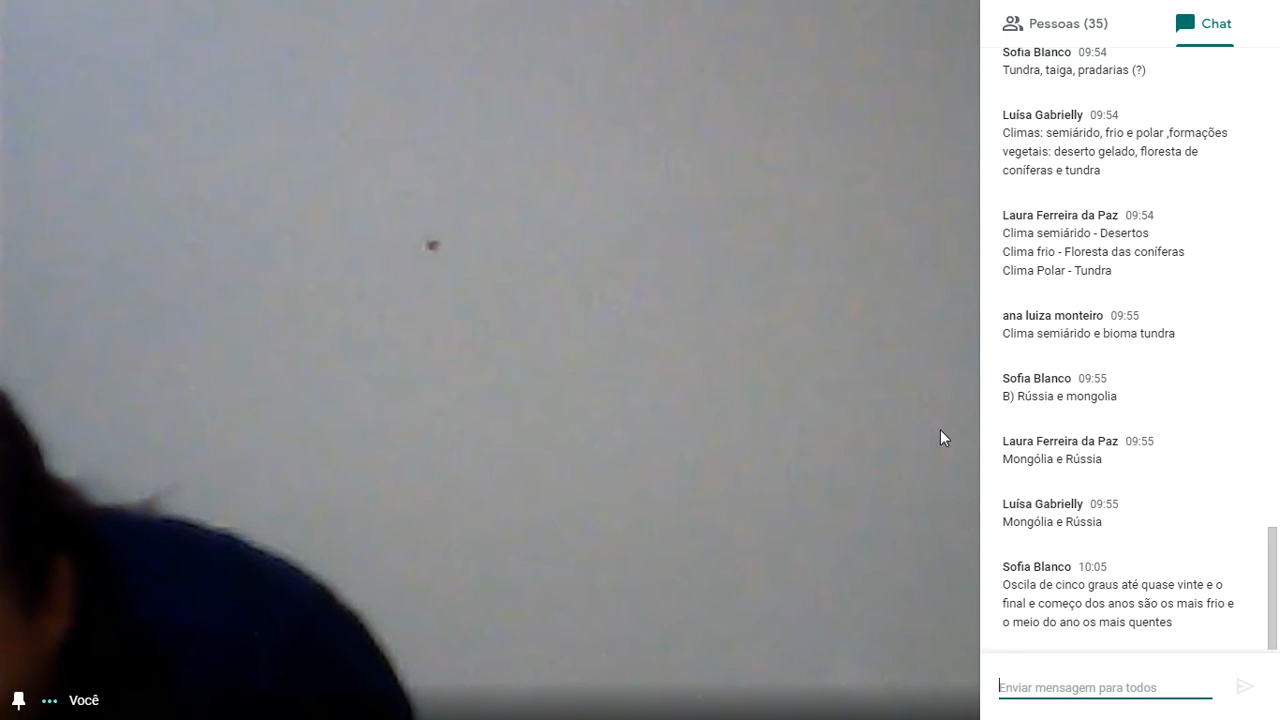 Pessoas (35)
Chat
Sofia Blanco 09:54
Tundra, taiga, pradarias (?)
Luísa Gabrielly 09:54
Climas: semiárido, frio e polar ,formações
vegetais: deserto gelado, floresta de
coníferas e tundra
Laura Ferreira da Paz 09:54
Clima semiárido - Desertos
Clima frio - Floresta das coníferas
Clima Polar - Tundra
ana luiza monteiro 09:55
Clima semiárido e bioma tundra
Sofia Blanco 09:55
B) Rússia e mongolia
Laura Ferreira da Paz 09:55
Mongólia e Rússia
Luísa Gabrielly 09:55
Mongólia e Rússia
Sofia Blanco 10:05
Oscila de cinco graus até quase vinte e o
final e começo dos anos são os mais frio e
o meio do ano os mais quentes
Enviar mensagem para todos
Você